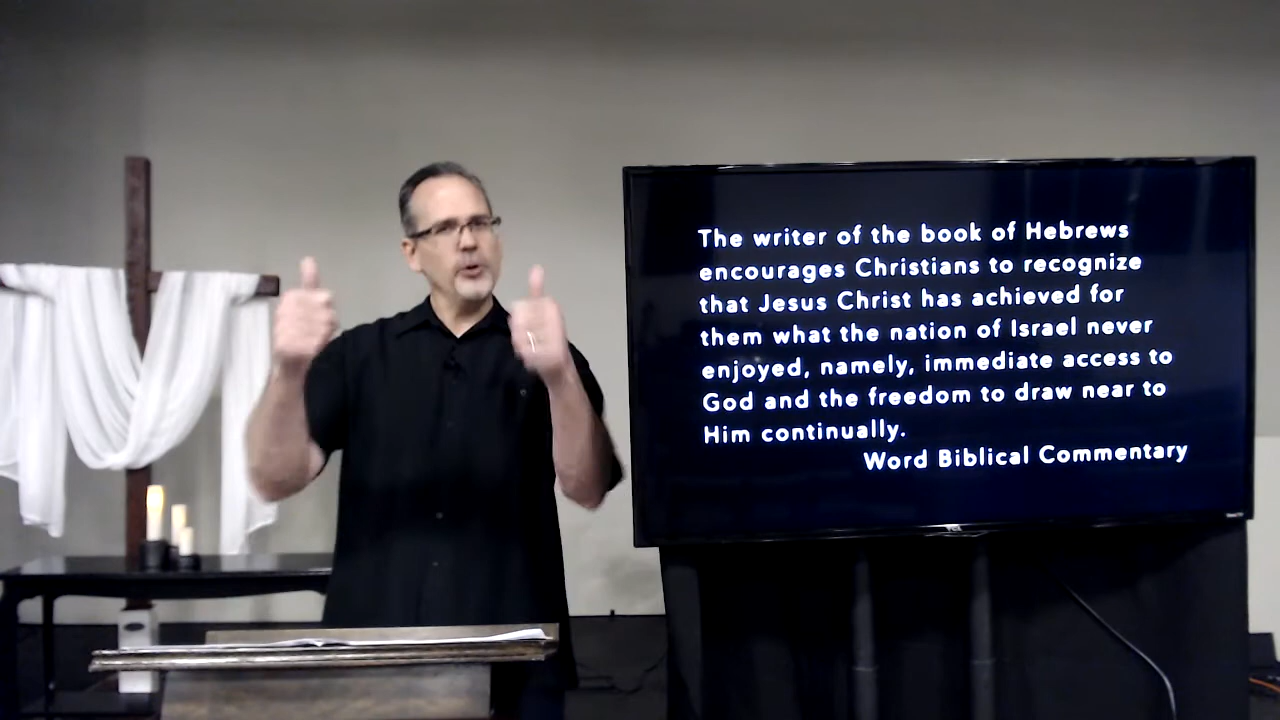 The writer of the book of Hebrews
encourages Christians to recognize
that Jesus Christ has achieved for
them what the nation of Israel never
enjoyed, namely, immediate access to
God and the freedom to draw near to
Him continually.
Word Biblical Commentary